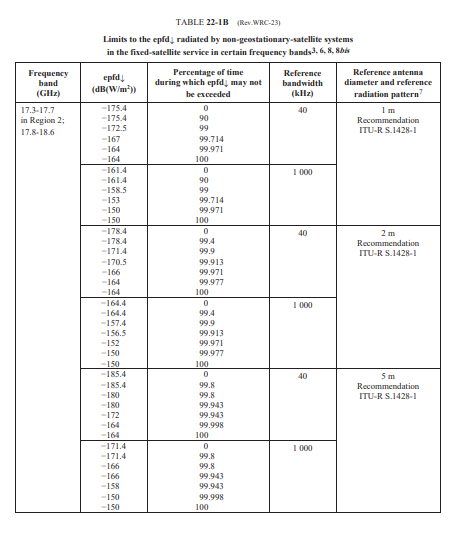 TABLE 22-1B (Rev.WRC-23)
Limits to the epfd↓ radiated by non-geostationary-satellite systems
in the fixed-satellite service in certain frequency bands3, 6, 8, 8bis
Frequency band (GHz) epfd↓ (dB(W/m²)) Percentage of time during which epfd↓ may not be exceeded Reference bandwidth (kHz) Reference antenna diameter and reference radiation pattern7
17.3-17.7 in Region 2; 17.8-18.6
−175.4 0 40 1 m
−175.4 90 Recommendation
−172.5 99 ITU-R S.1428-1
−167 99.714
−164 99.971
−164 100
−161.4 0 1 000
−161.4 90
−158.5 99
−153 99.714
−150 99.971
−150 100
−178.4 0 40 2 m
−178.4 99.4 Recommendation
−171.4 99.9 ITU-R S.1428-1
−170.5 99.913
−166 99.971
−164 99.977
−164 100
−164.4 0 1 000
−164.4 99.4
−157.4 99.9
−156.5 99.913
−152 99.971
−150 99.977
−150 100
−185.4 0 40 5 m
−185.4 99.8 Recommendation
−180 99.8 ITU-R S.1428-1
−180 99.943
−172 99.943
−164 99.998
−164 100
−171.4 0 1 000
−171.4 99.8
−166 99.8
−166 99.943
−158 99.943
−150 99.998
−150 100